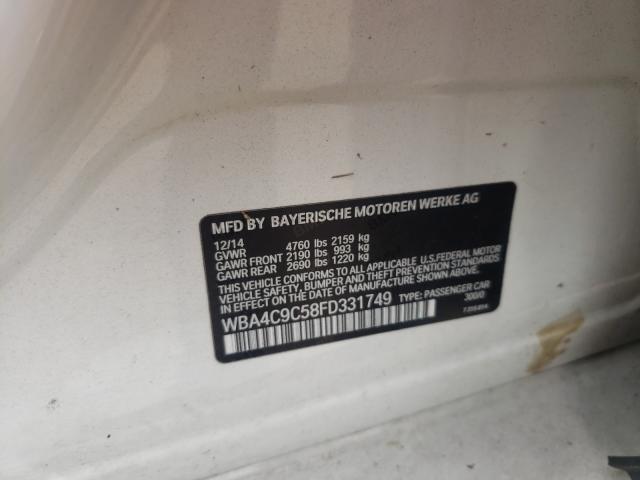 MFD BY BAYERISCHE MOTOREN WERKE AG
12/14
GVWR 4760 lbs 2159 kg
GAWR FRONT 2190 lbs 993 kg
GAWR REAR 2690 lbs 1220 kg
THIS VEHICLE CONFORMS TO ALL APPLICABLE U.S.FEDERAL MOTOR
VEHICLE SAFETY, BUMPER AND THEFT PREVENTION STANDARDS
IN EFFECT ON THE DATE OF MANUFACTURE SHOWN ABOVE.
WBA4C9C58FD331749 TYPE: PASSENGER CAR
300/0